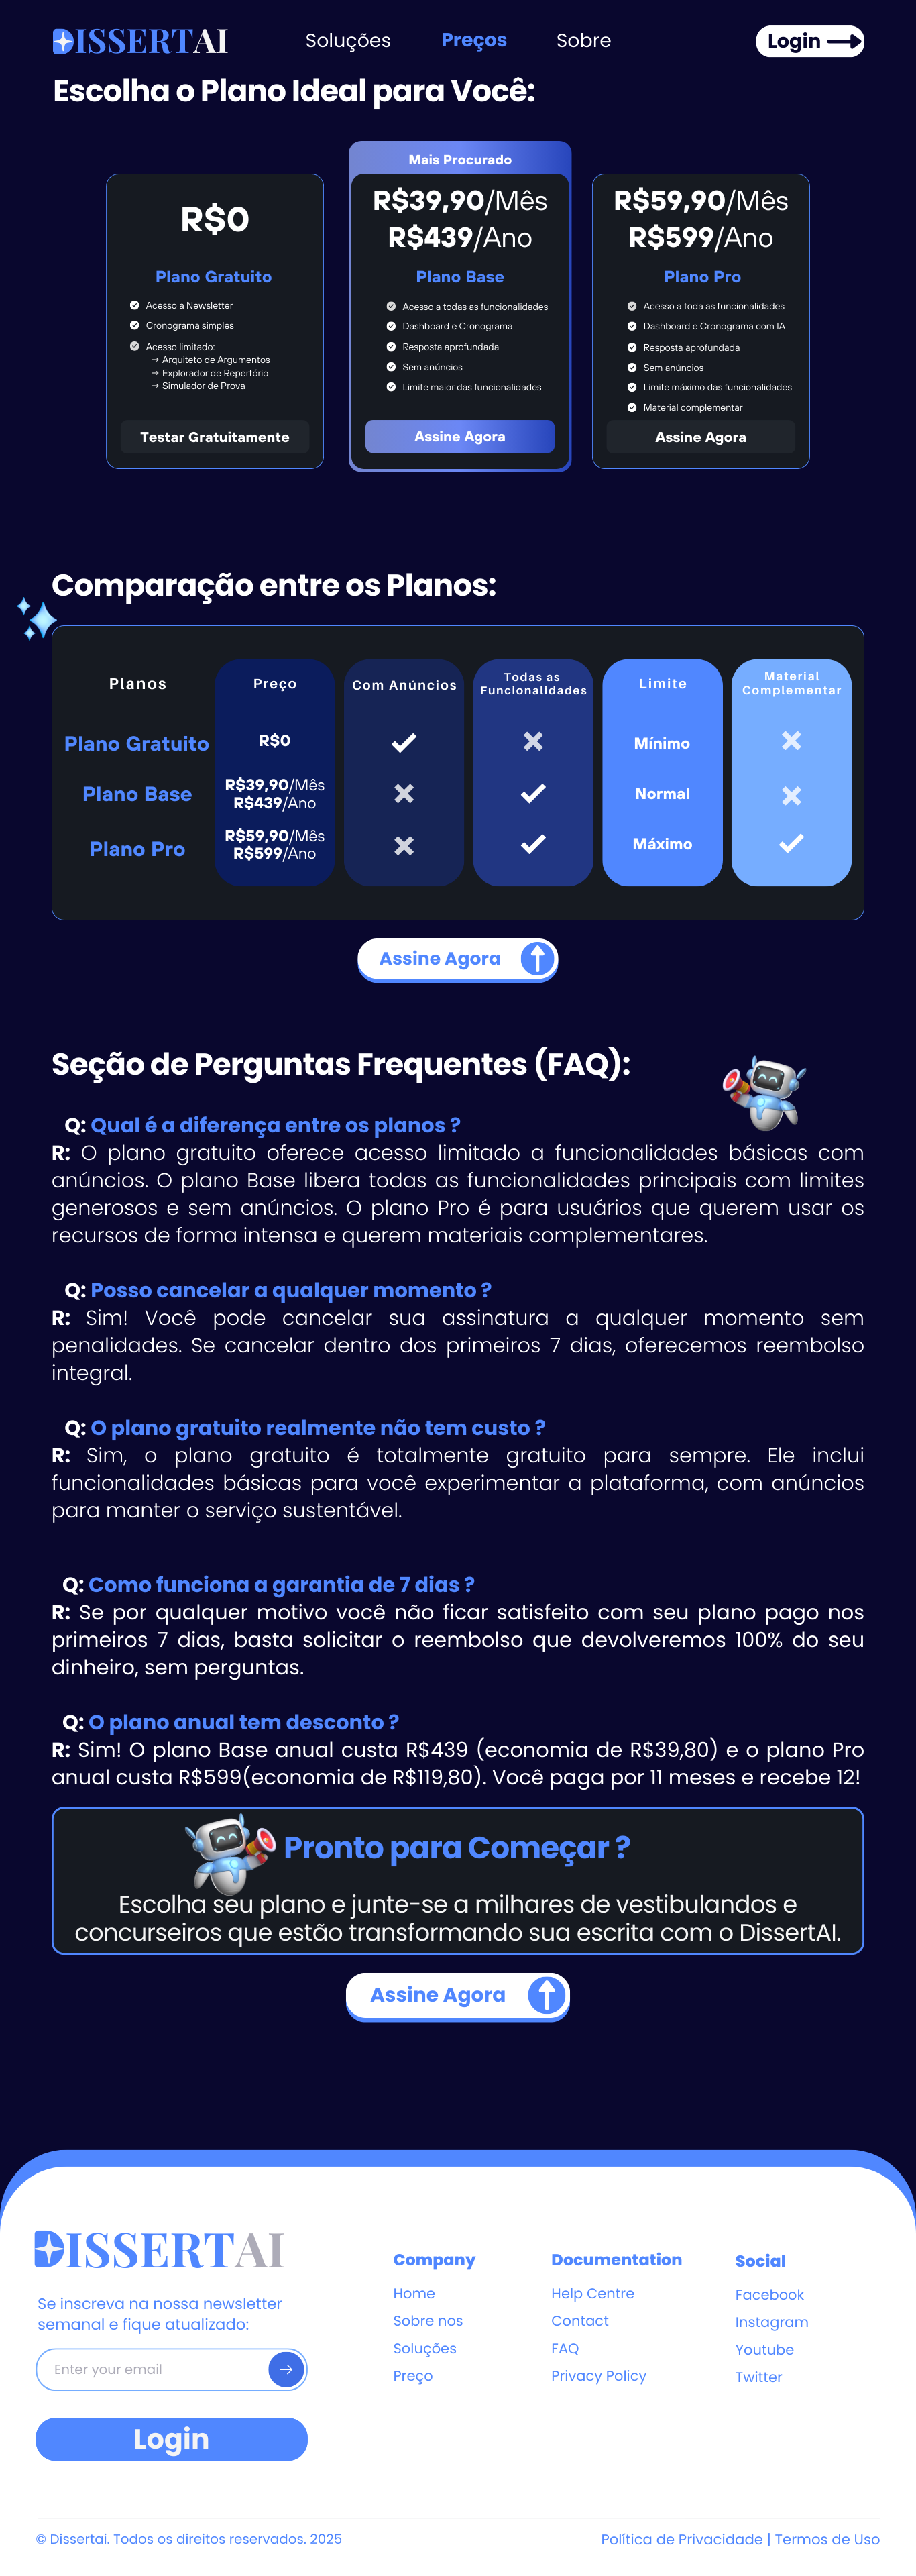 DISSERTAI
Soluções
Preços
Sobre
Login
Escolha o Plano Ideal para Você:
R$0
Plano Gratuito
Acesso a Newsletter
Cronograma simples
Acesso limitado:
→ Arquiteto de Argumentos
→ Explorador de Repertório
→ Simulador de Prova
Testar Gratuitamente
Mais Procurado
R$39,90/Mês
R$439/Ano
Plano Base
Acesso a todas as funcionalidades
Dashboard e Cronograma
Resposta aprofundada
Sem anúncios
Limite maior das funcionalidades
Assine Agora
R$59,90/Mês
R$599/Ano
Plano Pro
Acesso a toda as funcionalidades
Dashboard e Cronograma com IA
Resposta aprofundada
Sem anúncios
Limite máximo das funcionalidades
Material complementar
Assine Agora
Comparação entre os Planos:
Planos
Preço
Com Anúncios
Todas as
Funcionalidades
Limite
Material
Complementar
Plano Gratuito
R$0
Mínimo
Plano Base
R$39,90/Mês
R$439/Ano
Normal
Plano Pro
R$59,90/Mês
R$599/Ano
Máximo
Assine Agora
Seção de Perguntas Frequentes (FAQ):
Q: Qual é a diferença entre os planos ?
R: O plano gratuito oferece acesso limitado a funcionalidades básicas com
anúncios. O plano Base libera todas as funcionalidades principais com limites
generosos e sem anúncios. O plano Pro é para usuários que querem usar os
recursos de forma intensa e querem materiais complementares.
Q: Posso cancelar a qualquer momento ?
R: Sim! Você pode cancelar sua assinatura a qualquer momento sem
penalidades. Se cancelar dentro dos primeiros 7 dias, oferecemos reembolso
integral.
Q: O plano gratuito realmente não tem custo ?
R: Sim, o plano gratuito é totalmente gratuito para sempre. Ele inclui
funcionalidades básicas para você experimentar a plataforma, com anúncios
para manter o serviço sustentável.
Q: Como funciona a garantia de 7 dias ?
R: Se por qualquer motivo você não ficar satisfeito com seu plano pago nos
primeiros 7 dias, basta solicitar o reembolso que devolveremos 100% do seu
dinheiro, sem perguntas.
Q: O plano anual tem desconto ?
R: Sim! O plano Base anual custa R$439 (economia de R$39,80) e o plano Pro
anual custa R$599(economia de R$119,80). Você paga por 11 meses e recebe 12!
Pronto para Começar ?
Escolha seu plano e junte-se a milhares de vestibulandos e
concurseiros que estão transformando sua escrita com o DissertAI.
Assine Agora
DISSERTAI
Se inscreva na nossa newsletter
semanal e fique atualizado:
Enter your email
Login
Company
Home
Sobre nos
Soluções
Preço
Documentation
Help Centre
Contact
FAQ
Privacy Policy
Social
Facebook
Instagram
Youtube
Twitter
© Dissertai. Todos os direitos reservados. 2025
Política de Privacidade | Termos de Uso